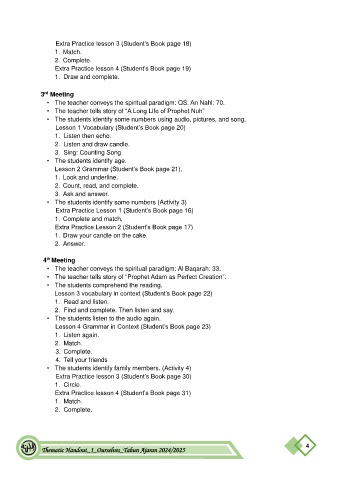 Extra Practice lesson 3 (Student's Book page 18)
1. Match.
2. Complete.
Extra Practice lesson 4 (Student's Book page 19)
1. Draw and complete.
3rd Meeting
• The teacher conveys the spiritual paradigm: QS. An Nahl: 70.
• The teacher tells story of "A Long Life of Prophet Nuh"
• The students identify some numbers using audio, pictures, and song.
Lesson 1 Vocabulary (Student's Book page 20)
1. Listen then echo.
2. Listen and draw candle.
3. Sing: Counting Song
• The students identify age.
Lesson 2 Grammar (Student's Book page 21).
1. Look and underline.
2. Count, read, and complete.
3. Ask and answer.
• The students identify some numbers (Activity 3)
Extra Practice Lesson 1 (Student's Book page 16)
1. Complete and match.
Extra Practice Lesson 2 (Student's Book page 17)
1. Draw your candle on the cake.
2. Answer.
4th Meeting
• The teacher conveys the spiritual paradigm: Al Baqarah: 33.
• The teacher tells story of "Prophet Adam as Perfect Creation".
• The students comprehend the reading.
Lesson 3 vocabulary in context (Student's Book page 22)
1. Read and listen.
2. Find and complete. Then listen and say.
• The students listen to the audio again.
Lesson 4 Grammar in Context (Student's Book page 23)
1. Listen again.
2. Match.
3. Complete.
4. Tell your friends
• The students identify family members. (Activity 4)
Extra Practice lesson 3 (Student's Book page 30)
1. Circle.
Extra Practice lesson 4 (Student's Book page 31)
1. Match.
2. Complete.
Thematic Handout_1_Ourselves_Tahun Ajaran 2024/2025
4